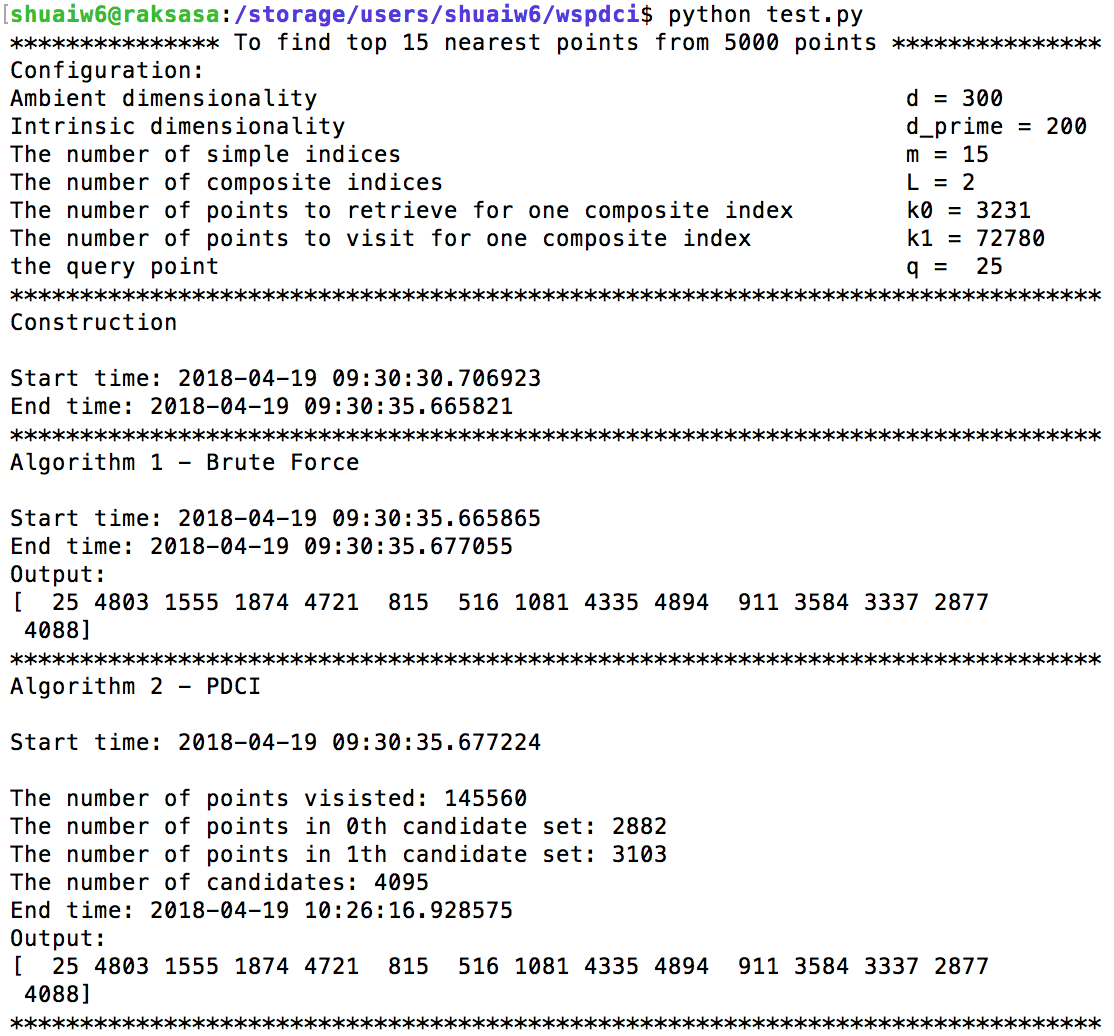 [shuaiw6@raksasa:/storage/users/shuaiw6/wspdci$ python test.py
*************** To find top 15 nearest points from 5000 points ***************
Configuration:
Ambient dimensionality                                          d = 300
Intrinsic dimensionality                                        d_prime = 200
The number of simple indices                                    m = 15
The number of composite indices                                 L = 2
The number of points to retrieve for one composite index        k0 = 3231
The number of points to visit for one composite index           k1 = 72780
the query point                                                 q =  25
******************************************************************************
Construction

Start time: 2018-04-19 09:30:30.706923
End time: 2018-04-19 09:30:35.665821
******************************************************************************
Algorithm 1 - Brute Force

Start time: 2018-04-19 09:30:35.665865
End time: 2018-04-19 09:30:35.677055
Output:
[  25 4803 1555 1874 4721  815  516 1081 4335 4894  911 3584 3337 2877
 4088]
******************************************************************************
Algorithm 2 - PDCI

Start time: 2018-04-19 09:30:35.677224

The number of points visisted: 145560
The number of points in 0th candidate set: 2882
The number of points in 1th candidate set: 3103
The number of candidates: 4095
End time: 2018-04-19 10:26:16.928575
Output:
[  25 4803 1555 1874 4721  815  516 1081 4335 4894  911 3584 3337 2877
 4088]
******************************************************************************